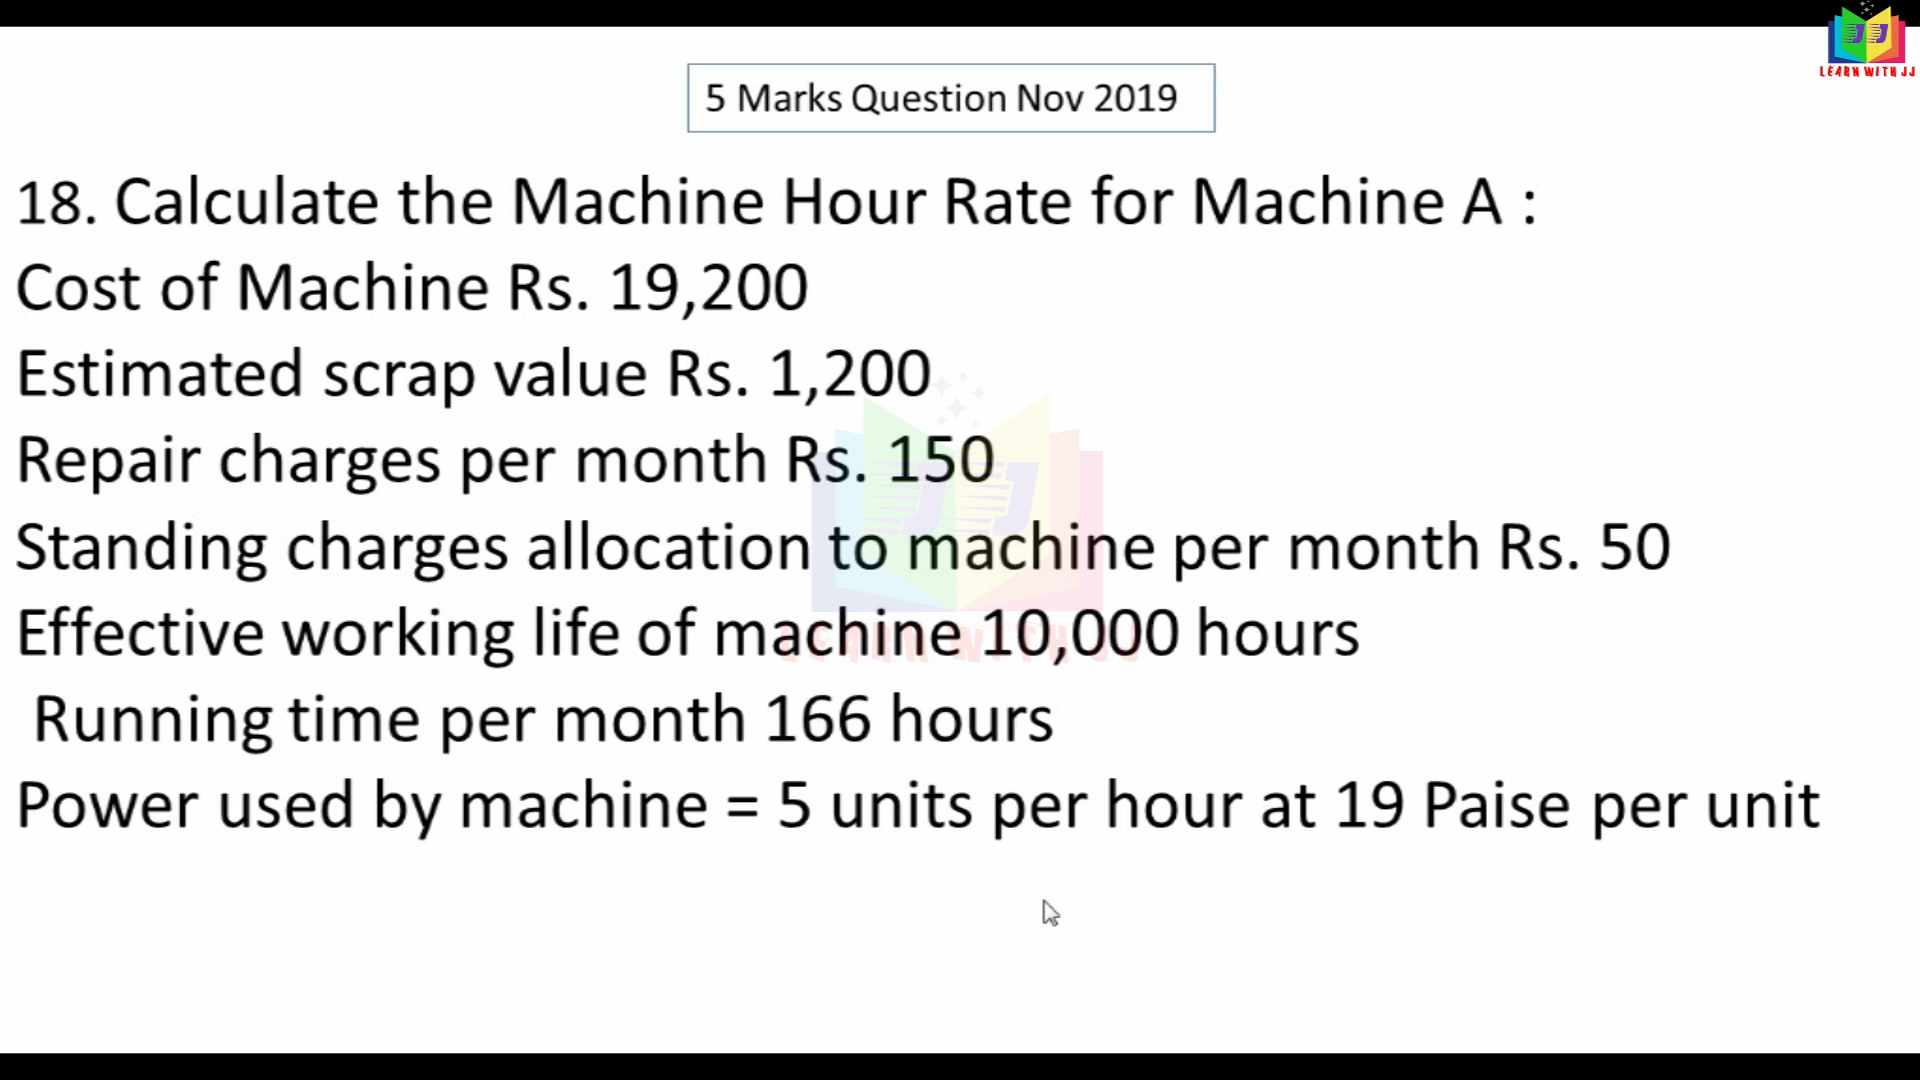 LEARN WITH JJ
5 Marks Question Nov 2019
18. Calculate the Machine Hour Rate for Machine A :
Cost of Machine Rs. 19,200
Estimated scrap value Rs. 1,200
Repair charges per month Rs. 150
Standing charges allocation to machine per month Rs. 50
Effective working life of machine 10,000 hours
Running time per month 166 hours
Power used by machine = 5 units per hour at 19 Paise per unit
LEARN WITH JJ